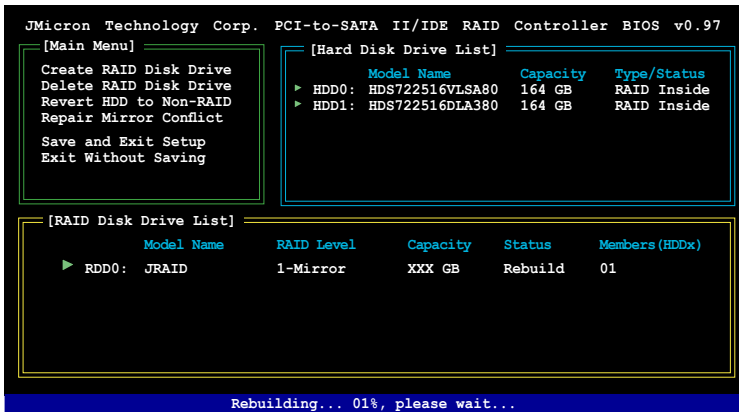 JMicron Technology Corp. PCI-to-SATA II/IDE RAID Controller BIOS v0.97
[Main Menu]
Create RAID Disk Drive
Delete RAID Disk Drive
Revert HDD to Non-RAID
Repair Mirror Conflict
Save and Exit Setup
Exit Without Saving
[Hard Disk Drive List]
Model Name Capacity Type/Status
HDD0: HDS722516VLSA80 164 GB RAID Inside
HDD1: HDS722516DLA380 164 GB RAID Inside
[RAID Disk Drive List]
Model Name RAID Level Capacity Status Members(HDDx)
RDD0: JRAID 1-Mirror XXX GB Rebuild 01
Rebuilding... 01%, please wait...